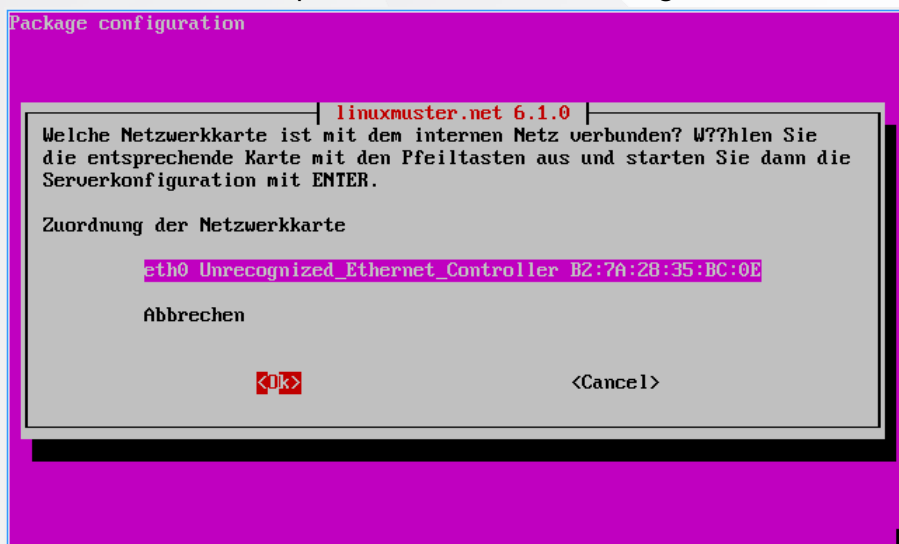 Package configuration
linuxmuster.net 6.1.0
Welche Netzwerkkarte ist mit dem internen Netz verbunden? W??hlen Sie
die entsprechende Karte mit den Pfeiltasten aus und starten Sie dann die
Serverkonfiguration mit ENTER.
Zuordnung der Netzwerkkarte
eth0 Unrecognized_Ethernet_Controller B2:7A:28:35:BC:0E
Abbrechen
<Ok> <Cancel>